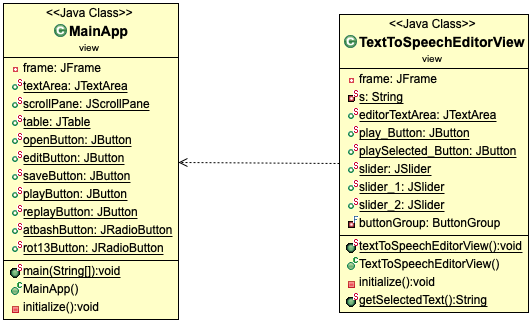 <<Java Class>>
MainApp
view
frame: JFrame
textArea: JTextArea
scrollPane: JScrollPane
table: JTable
openButton: JButton
editButton: JButton
saveButton: JButton
playButton: JButton
replayButton: JButton
atbashButton: JRadioButton
rot13Button: JRadioButton
main(String[]):void
MainApp()
initialize():void
<<Java Class>>
TextToSpeechEditorView
view
frame: JFrame
s: String
editorTextArea: JTextArea
play_Button: JButton
playSelected_Button: JButton
slider: JSlider
slider_1: JSlider
slider_2: JSlider
buttonGroup: ButtonGroup
textToSpeechEditorView():void
TextToSpeechEditorView()
initialize():void
getSelectedText():String